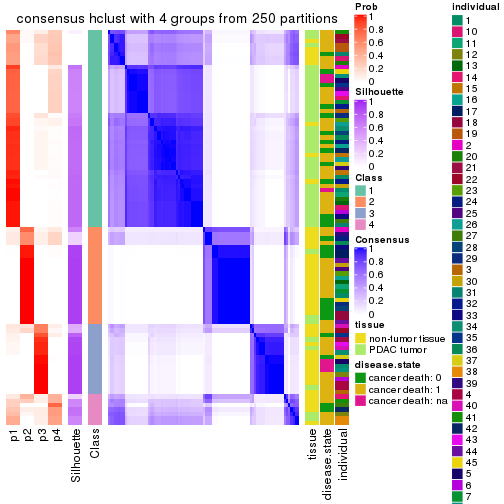 consensus hclust with 4 groups from 250 partitions
p1
p2
p3
p4
Silhouette
Class
tissue
disease.state
individual
Prob
0.8
0.6
0.4
0.2
0
Silhouette
1
0.8
0.6
0.4
0.2
0
Class
1
2
3
4
Consensus
1
0.8
0.6
0.4
0.2
0
tissue
non-tumor tissue
PDAC tumor
disease.state
cancer death: 0
cancer death: 1
cancer death: na
individual
1
10
11
12
13
14
15
16
17
18
19
2
20
21
22
23
24
25
26
27
28
29
3
30
31
32
33
34
35
36
37
38
39
4
40
41
42
43
44
45
5
6
7